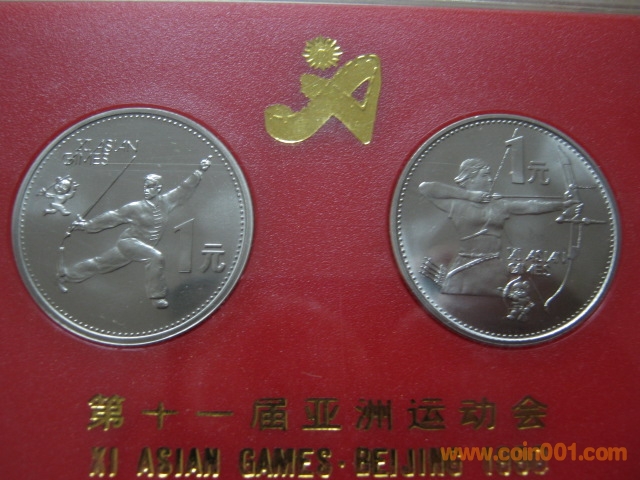 XI ASIAN
GAMES
1元
1元
XI ASIAN
GAMES
第十一届亚洲运动会
XI ASIAN GAMES·BEIJING 1990
www.coin001.com